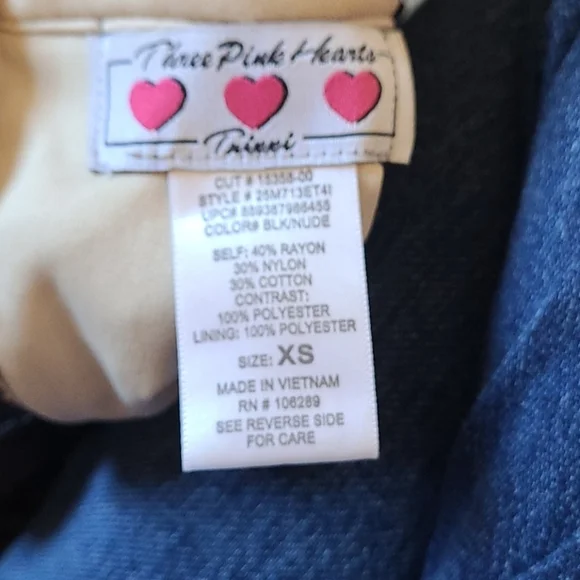 Three Pink Hearts
Trixxi
CUT # 15358-00
STYLE # 25M713ET4I
UPC# 889387986455
COLOR# BLK/NUDE
SELF: 40% RAYON
30% NYLON
30% COTTON
CONTRAST:
100% POLYESTER
LINING: 100% POLYESTER
SIZE: XS
MADE IN VIETNAM
RN # 106289
SEE REVERSE SIDE
FOR CARE